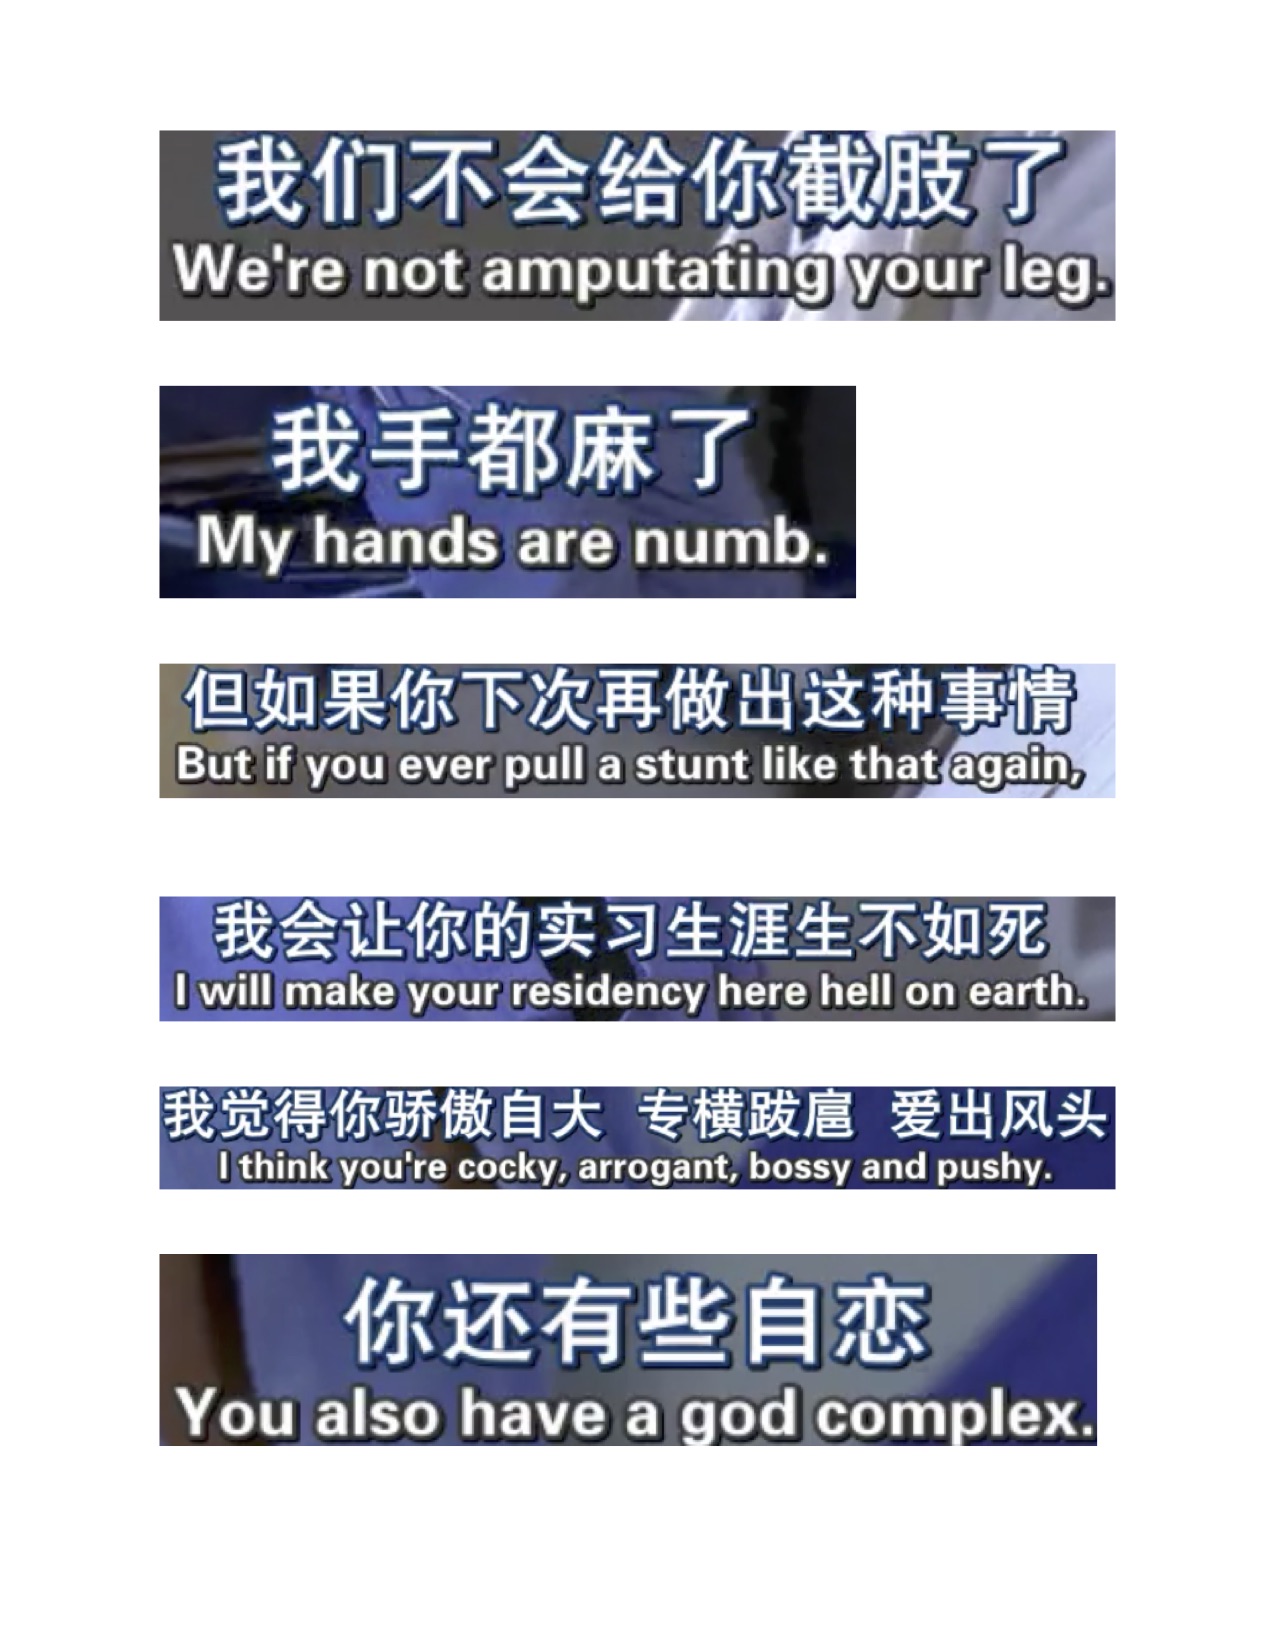 我们不会给你截肢了
We're not amputating your leg.
我手都麻了
My hands are numb.
但如果你下次再做出这种事情
But if you ever pull a stunt like that again,
我会让你的实习生涯生不如死
I will make your residency here hell on earth.
我觉得你骄傲自大 专横跋扈 爱出风头
I think you're cocky, arrogant, bossy and pushy.
你还有些自恋
You also have a god complex.